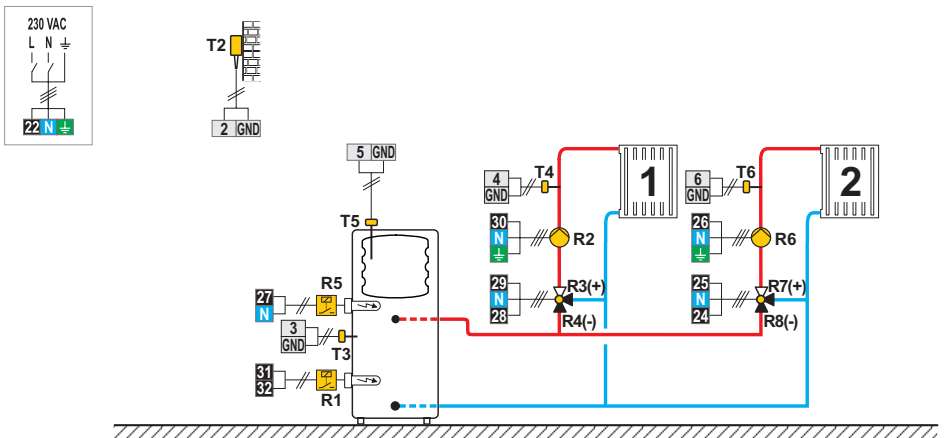 230 VAC
L N
22 N
T2
2 GND
5 GND
T5
4
GND
T4
1
30
N
R2
29
N
28
R3(+)
R4(-)
6
GND
T6
2
26
N
R6
25
N
24
R7(+)
R8(-)
27
N
R5
3
GND
T3
31
32
R1